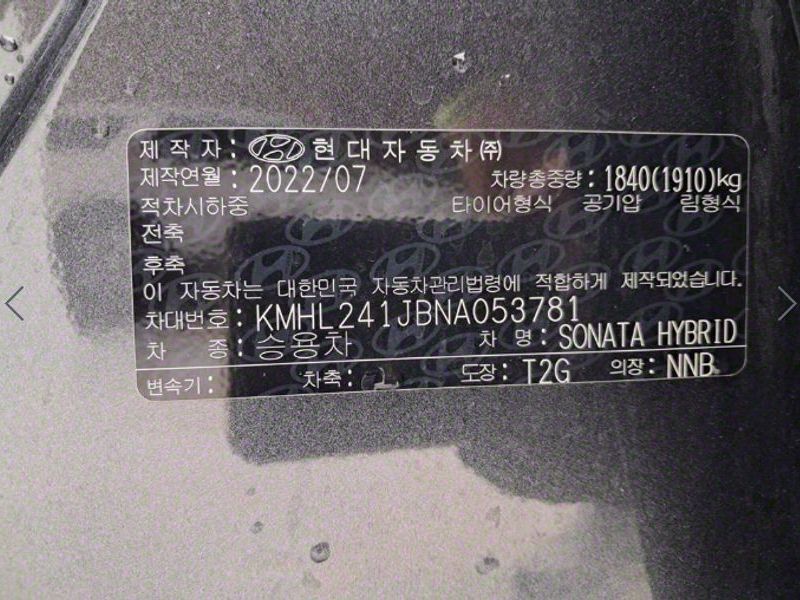 제 작 자 : 현 대 자 동 차 ㈜
제작연월 : 2022/07 차량총중량 : 1840(1910)kg
적차시하중 타이어형식 공기압 림형식
전축
후축
이 자동차는 대한민국 자동차관리법령에 적합하게 제작되었습니다.
차대번호 : KMHL241JBNA053781
차 종 : 승용차 차 명 : SONATA HYBRID
변속기 : 차축 : 도장 : T2G 의장 : NNB